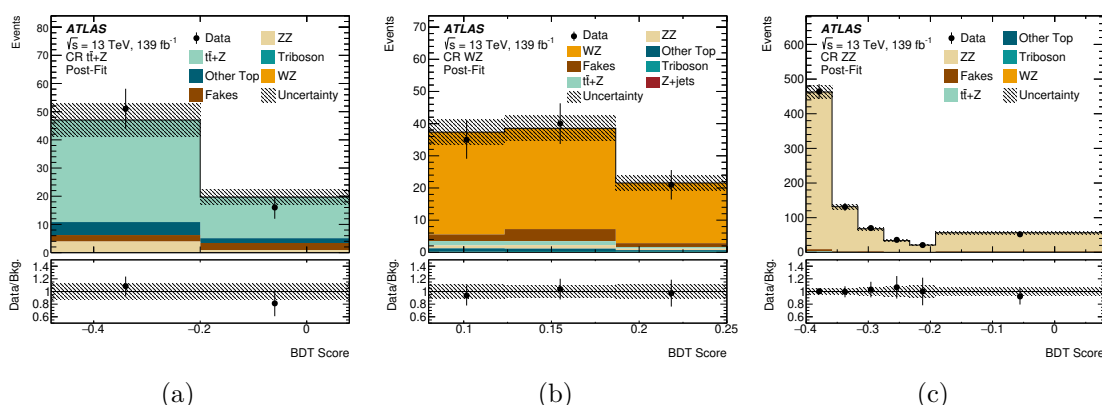 ATLAS
√s = 13 TeV, 139 fb⁻¹
CR tt̄+Z
Post-Fit
Data
ZZ
tt̄+Z
Triboson
Other Top
WZ
Fakes
Uncertainty
Events
80
70
60
50
40
30
20
10
0
Data/Bkg.
1.4
1.2
1
0.8
0.6
−0.4
−0.2
0
BDT Score
(a)
ATLAS
√s = 13 TeV, 139 fb⁻¹
CR WZ
Post-Fit
Data
ZZ
WZ
Other Top
Fakes
Triboson
tt̄+Z
Z+jets
Uncertainty
Events
70
60
50
40
30
20
10
0
Data/Bkg.
1.4
1.2
1
0.8
0.6
0.1
0.15
0.2
0.25
BDT Score
(b)
ATLAS
√s = 13 TeV, 139 fb⁻¹
CR ZZ
Post-Fit
Data
WZ
ZZ
Other Top
Fakes
Triboson
tt̄+Z
Uncertainty
Events
600
500
400
300
200
100
0
Data/Bkg.
1.4
1.2
1
0.8
0.6
−0.4
−0.3
−0.2
−0.1
0
BDT Score
(c)